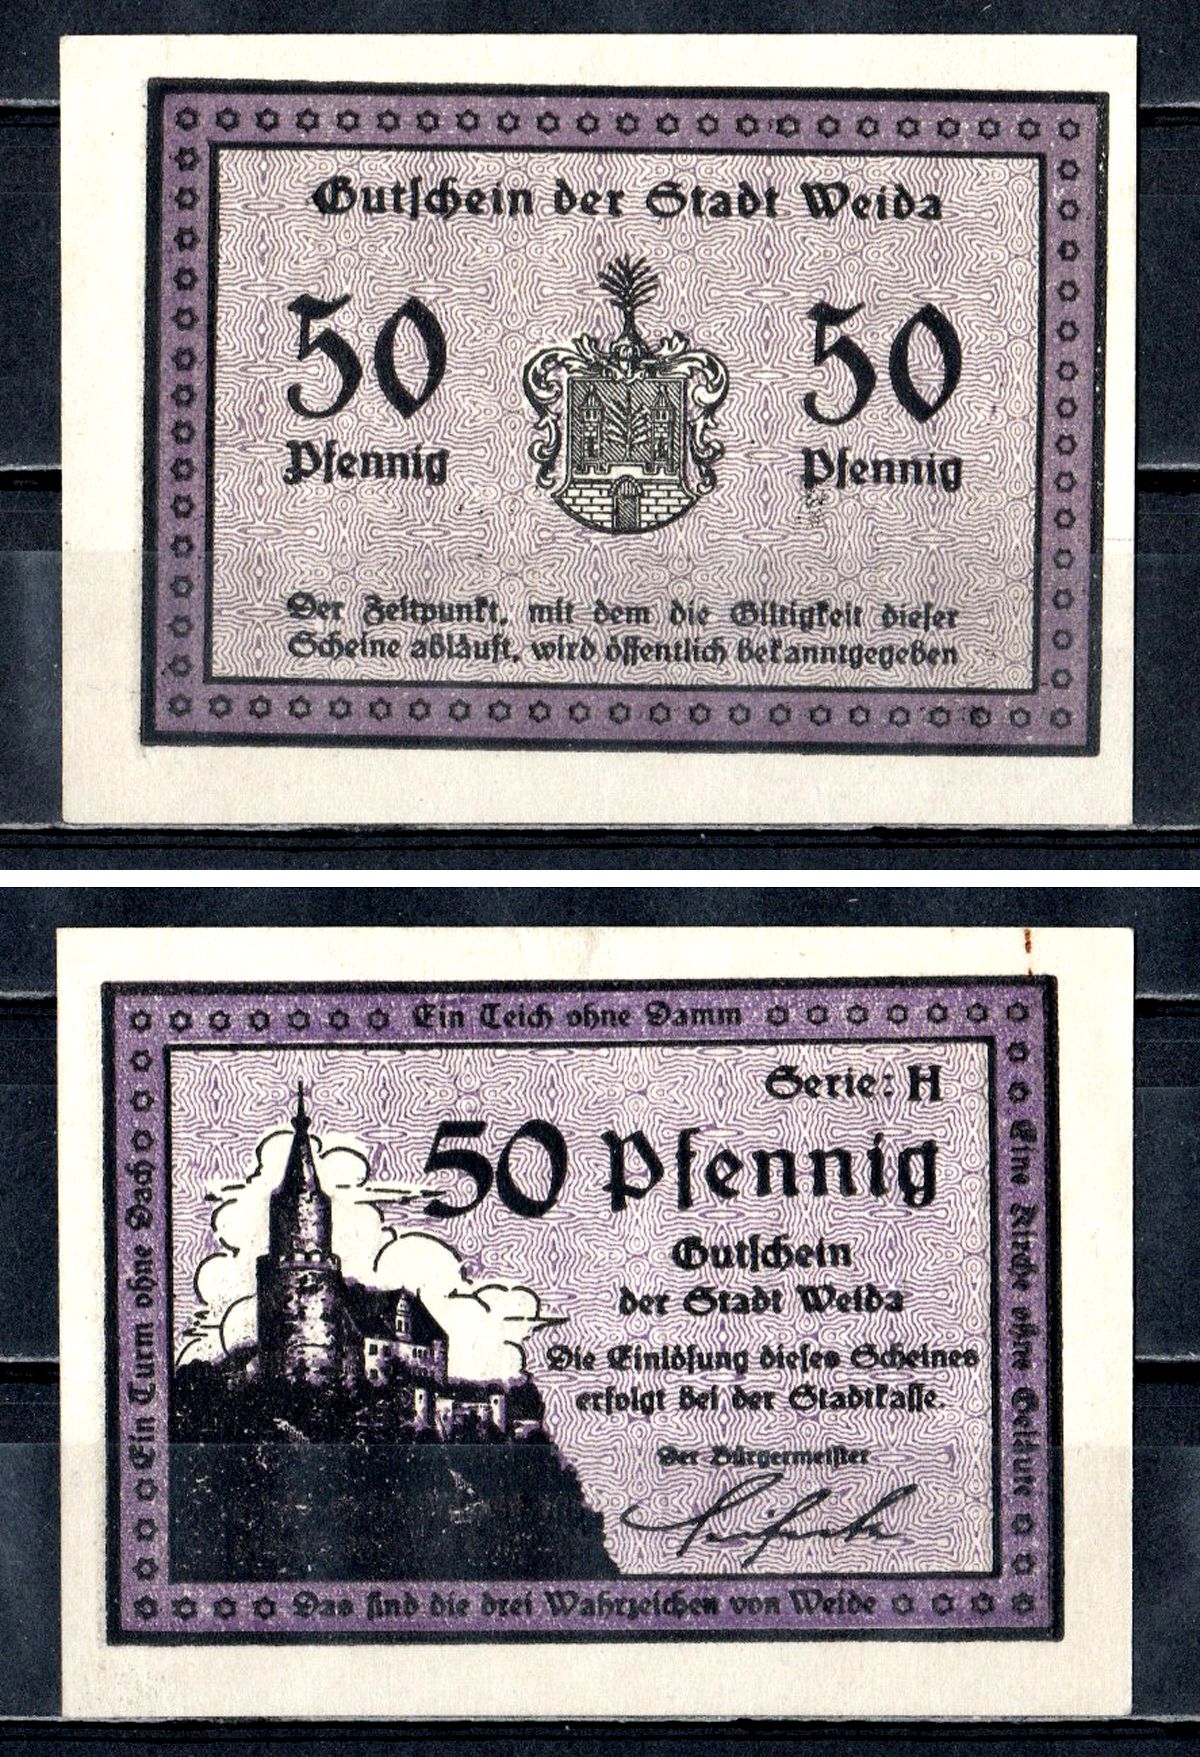 Gutschein der Stadt Weida
50
Pfennig
50
Pfennig
Der Zeitpunkt, mit dem die Giltigkeit dieser
Scheine abläuft, wird öffentlich bekanntgegeben
Ein Turm ohne Dach
Ein Teich ohne Damm
Eine Kirche ohne Geläute
Serie: H
50 Pfennig
Gutschein
der Stadt Weida
Die Einlösung dieses Scheines
erfolgt bei der Stadtkasse.
Der Bürgermeister
Das sind die drei Wahrzeichen von Weide